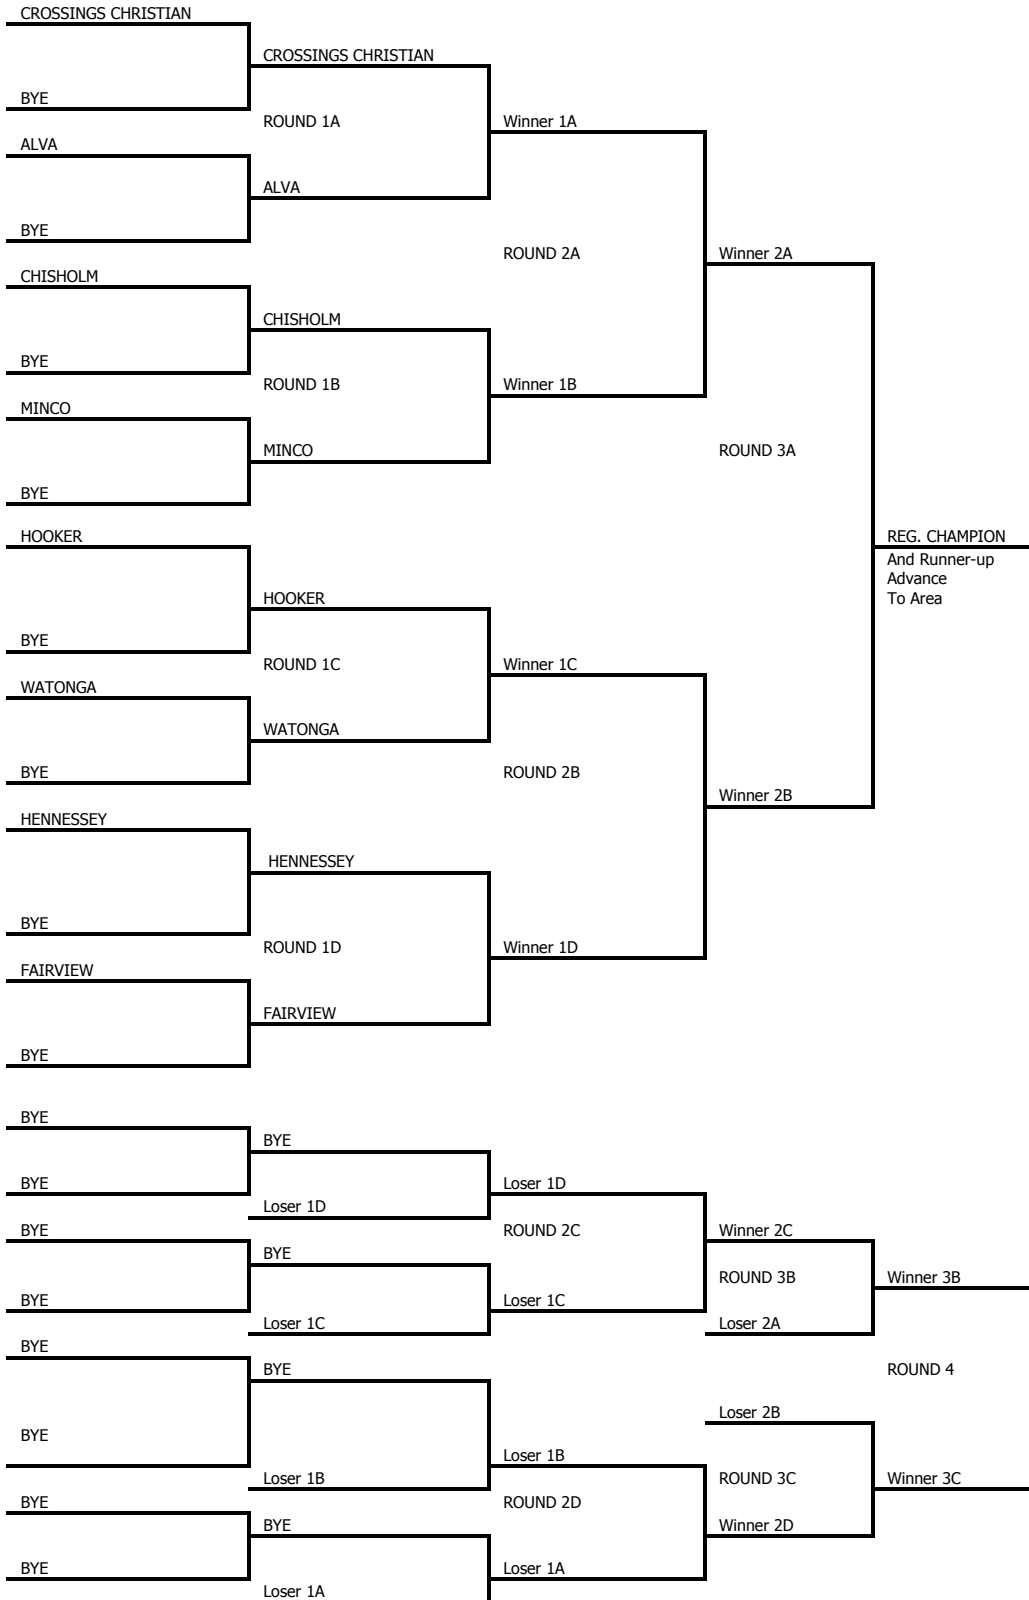 CROSSINGS CHRISTIAN
CROSSINGS CHRISTIAN
BYE
ROUND 1A
Winner 1A
ALVA
ALVA
BYE
ROUND 2A
Winner 2A
CHISHOLM
CHISHOLM
BYE
ROUND 1B
Winner 1B
MINCO
MINCO
ROUND 3A
BYE
HOOKER
REG. CHAMPION
And Runner-up
Advance
To Area
HOOKER
BYE
ROUND 1C
Winner 1C
WATONGA
WATONGA
BYE
ROUND 2B
Winner 2B
HENNESSEY
HENNESSEY
BYE
ROUND 1D
Winner 1D
FAIRVIEW
FAIRVIEW
BYE
BYE
BYE
BYE
Loser 1D
Loser 1D
BYE
ROUND 2C
Winner 2C
BYE
ROUND 3B
Winner 3B
BYE
Loser 1C
Loser 1C
Loser 2A
BYE
BYE
ROUND 4
Loser 2B
BYE
Loser 1B
Loser 1B
ROUND 3C
Winner 3C
BYE
ROUND 2D
BYE
Winner 2D
BYE
Loser 1A
Loser 1A